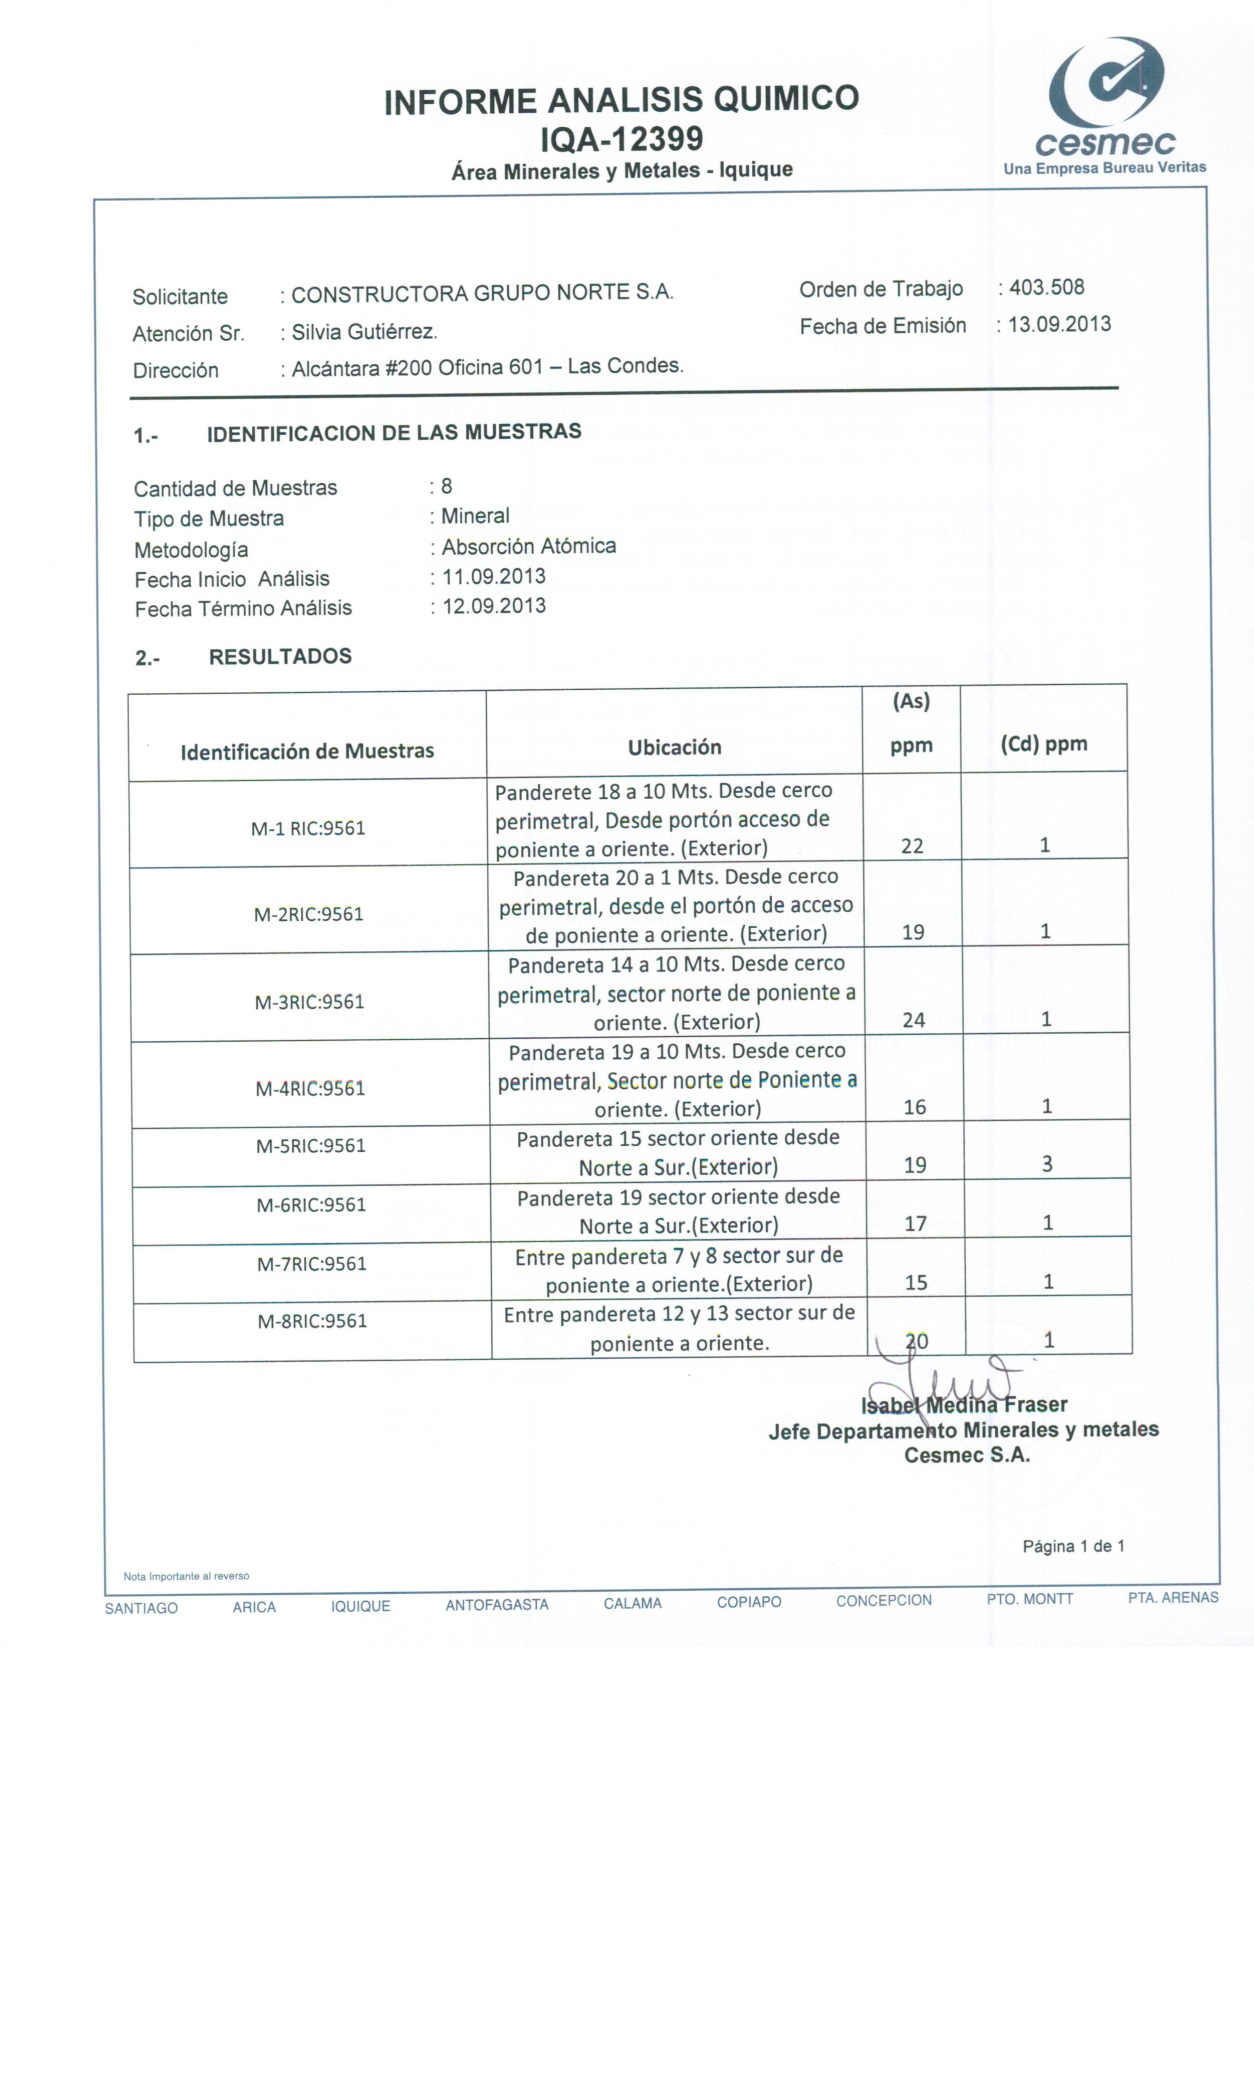 INFORME ANALISIS QUIMICO
IQA-12399
Área Minerales y Metales - Iquique
cesmec
Una Empresa Bureau Veritas
Solicitante : CONSTRUCTORA GRUPO NORTE S.A. Orden de Trabajo : 403.508
Atención Sr. : Silvia Gutiérrez. Fecha de Emisión : 13.09.2013
Dirección : Alcántara #200 Oficina 601 – Las Condes.
1.- IDENTIFICACION DE LAS MUESTRAS
Cantidad de Muestras : 8
Tipo de Muestra : Mineral
Metodología : Absorción Atómica
Fecha Inicio Análisis : 11.09.2013
Fecha Término Análisis : 12.09.2013
2.- RESULTADOS
(As)
Identificación de Muestras Ubicación ppm (Cd) ppm
Panderete 18 a 10 Mts. Desde cerco
M-1 RIC:9561 perimetral, Desde portón acceso de
poniente a oriente. (Exterior) 22 1
Pandereta 20 a 1 Mts. Desde cerco
M-2RIC:9561 perimetral, desde el portón de acceso
de poniente a oriente. (Exterior) 19 1
Pandereta 14 a 10 Mts. Desde cerco
M-3RIC:9561 perimetral, sector norte de poniente a
oriente. (Exterior) 24 1
Pandereta 19 a 10 Mts. Desde cerco
M-4RIC:9561 perimetral, Sector norte de Poniente a
oriente. (Exterior) 16 1
M-5RIC:9561 Pandereta 15 sector oriente desde
Norte a Sur.(Exterior) 19 3
M-6RIC:9561 Pandereta 19 sector oriente desde
Norte a Sur.(Exterior) 17 1
M-7RIC:9561 Entre pandereta 7 y 8 sector sur de
poniente a oriente.(Exterior) 15 1
M-8RIC:9561 Entre pandereta 12 y 13 sector sur de
poniente a oriente. 20 1
Isabel Medina Fraser
Jefe Departamento Minerales y metales
Cesmec S.A.
Página 1 de 1
Nota Importante al reverso
SANTIAGO ARICA IQUIQUE ANTOFAGASTA CALAMA COPIAPO CONCEPCION PTO. MONTT PTA. ARENAS